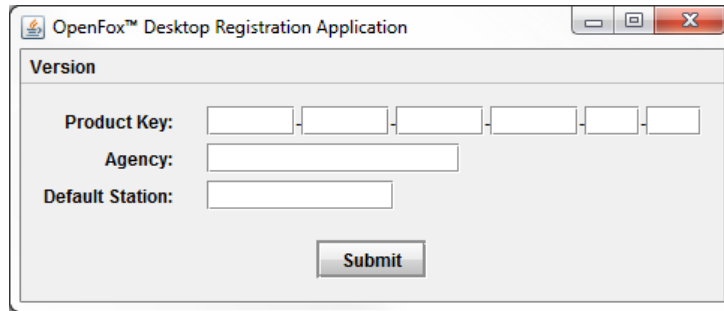 OpenFox™ Desktop Registration Application
Version
Product Key: - - - - -
Agency:
Default Station:
Submit